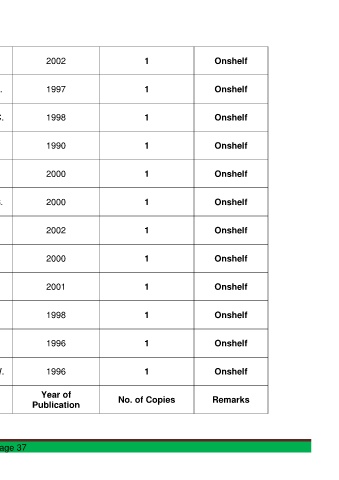 2002 1 Onshelf
. 1997 1 Onshelf
. 1998 1 Onshelf
1990 1 Onshelf
2000 1 Onshelf
. 2000 1 Onshelf
2002 1 Onshelf
2000 1 Onshelf
2001 1 Onshelf
1998 1 Onshelf
1996 1 Onshelf
. 1996 1 Onshelf
Year of
Publication No. of Copies Remarks
37